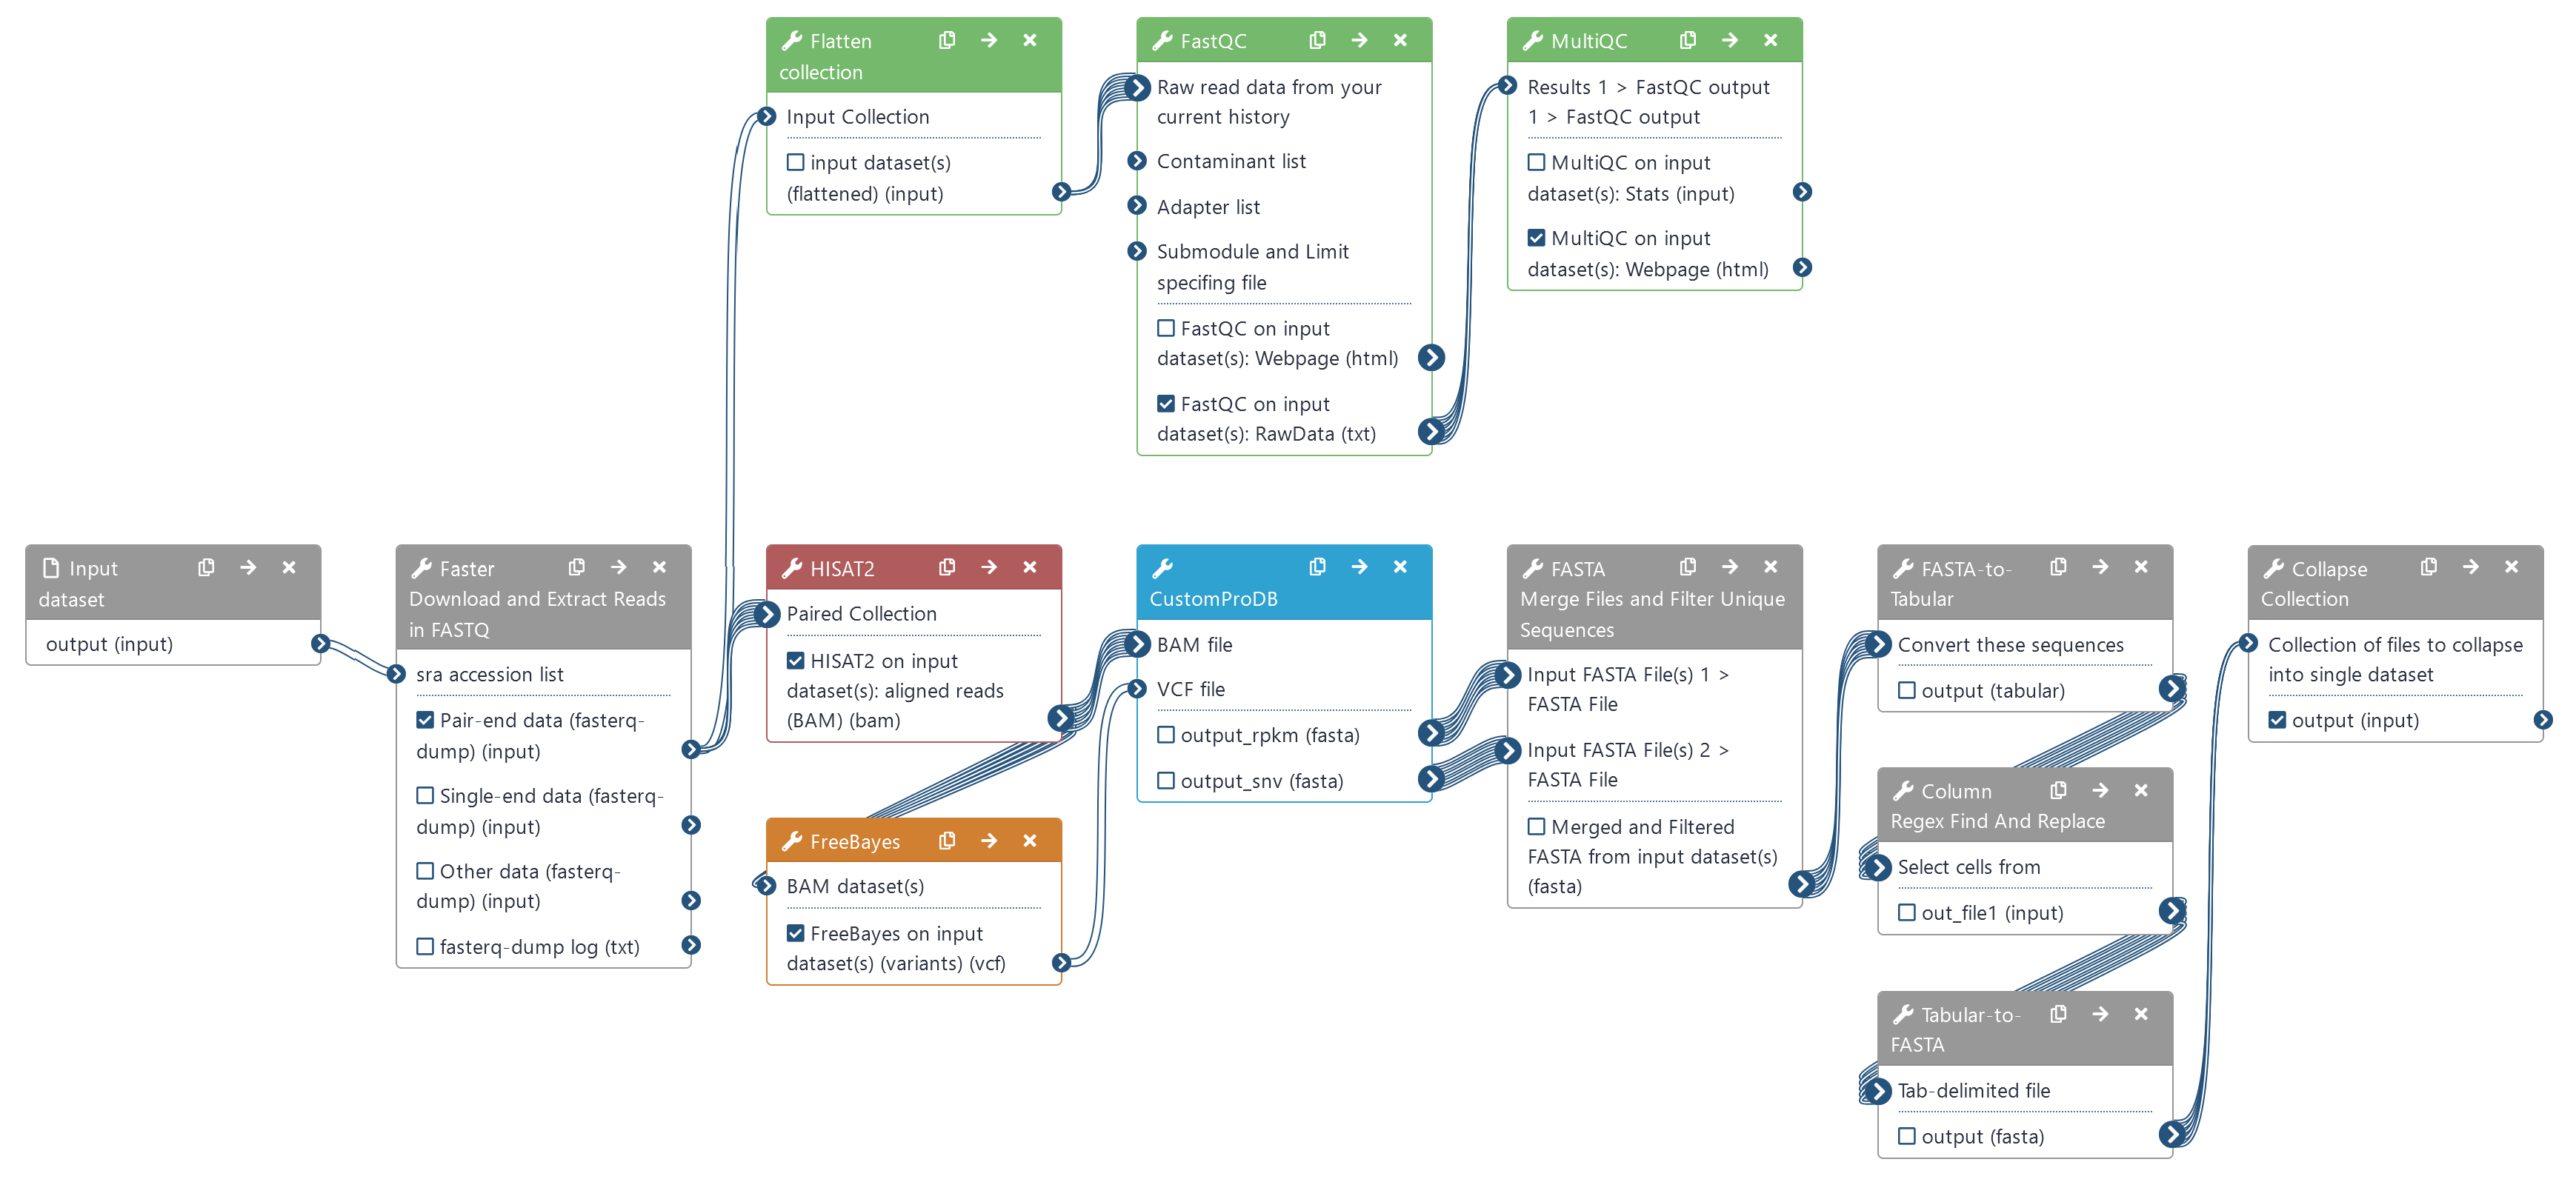 Flatten
collection
Input Collection
input dataset(s)
(flattened) (input)
FastQC
Raw read data from your
current history
Contaminant list
Adapter list
Submodule and Limit
specifing file
FastQC on input
dataset(s): Webpage (html)
FastQC on input
dataset(s): RawData (txt)
MultiQC
Results 1 > FastQC output
1 > FastQC output
MultiQC on input
dataset(s): Stats (input)
MultiQC on input
dataset(s): Webpage (html)
Input
dataset
output (input)
Faster
Download and Extract Reads
in FASTQ
sra accession list
Pair-end data (fasterq-
dump) (input)
Single-end data (fasterq-
dump) (input)
Other data (fasterq-
dump) (input)
fasterq-dump log (txt)
HISAT2
Paired Collection
HISAT2 on input
dataset(s): aligned reads
(BAM) (bam)
FreeBayes
BAM dataset(s)
FreeBayes on input
dataset(s) (variants) (vcf)
CustomProDB
BAM file
VCF file
output_rpkm (fasta)
output_snv (fasta)
FASTA
Merge Files and Filter Unique
Sequences
Input FASTA File(s) 1 >
FASTA File
Input FASTA File(s) 2 >
FASTA File
Merged and Filtered
FASTA from input dataset(s)
(fasta)
FASTA-to-
Tabular
Convert these sequences
output (tabular)
Column
Regex Find And Replace
Select cells from
out_file1 (input)
Tabular-to-
FASTA
Tab-delimited file
output (fasta)
Collapse
Collection
Collection of files to collapse
into single dataset
output (input)